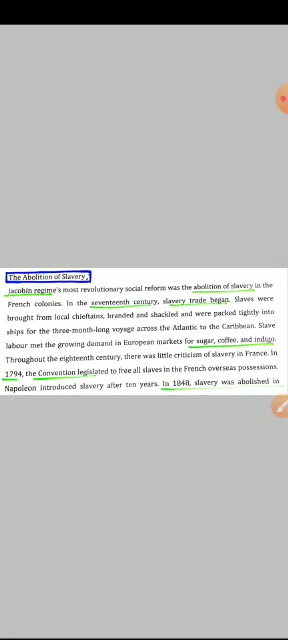 The Abolition of Slavery,
Jacobin regime's most revolutionary social reform was the abolition of slavery in the
French colonies. In the seventeenth century, slavery trade began. Slaves were
brought from local chieftains, branded and shackled and were packed tightly into
ships for the three-month-long voyage across the Atlantic to the Caribbean. Slave
labour met the growing demand in European markets for sugar, coffee, and indigo.
Throughout the eighteenth century, there was little criticism of slavery in France. In
1794, the Convention legislated to free all slaves in the French overseas possessions.
Napoleon introduced slavery after ten years. In 1848, slavery was abolished in